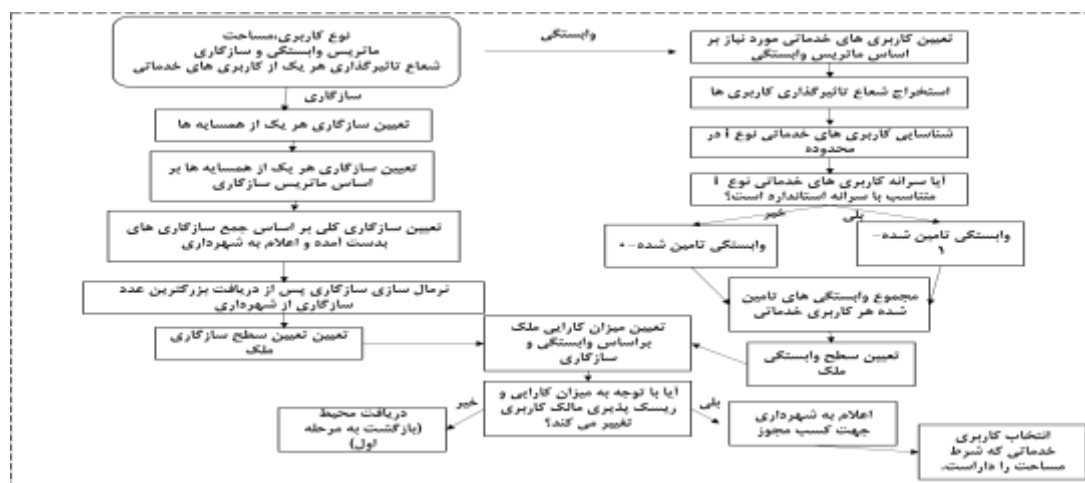 نوع کاربری،مساحت
ماتریس وابستگی و سازگاری
شعاع تاثیرگذاری هر یک از کاربری های خدماتی
وابستگی
تعیین کاربری های خدماتی مورد نیاز بر
اساس ماتریس وابستگی
استخراج شعاع تاثیرگذاری کاربری ها
شناسایی کاربری های خدماتی نوع i در
محدوده
آیا سرانه کاربری های خدماتی نوع i
متناسب با سرانه استاندارد است؟
خیر
بلی
وابستگی تامین شده-۰
وابستگی تامین شده-
۱
مجموع وابستگی های تامین
شده هر کاربری خدماتی
تعیین سطح وابستگی
ملک
سازگاری
تعیین سازگاری هر یک از همسایه ها
تعیین سازگاری هر یک از همسایه ها بر
اساس ماتریس سازگاری
تعیین سازگاری کلی بر اساس جمع سازگاری های
بدست آمده و اعلام به شهرداری
نرمال سازی سازگاری پس از دریافت بزرگترین عدد
سازگاری از شهرداری
تعیین تعیین سطح سازگاری
ملک
تعیین میزان کارایی ملک
براساس وابستگی و
سازگاری
آیا با توجه به میزان کارایی و
ریسک پذیری مالک کاربری
تغییر می کند؟
خیر
دریافت محیط
(بازگشت به مرحله
اول)
بلی
اعلام به شهرداری
جهت کسب مجوز
انتخاب کاربری
خدماتی که شرط
مساحت را داراست.